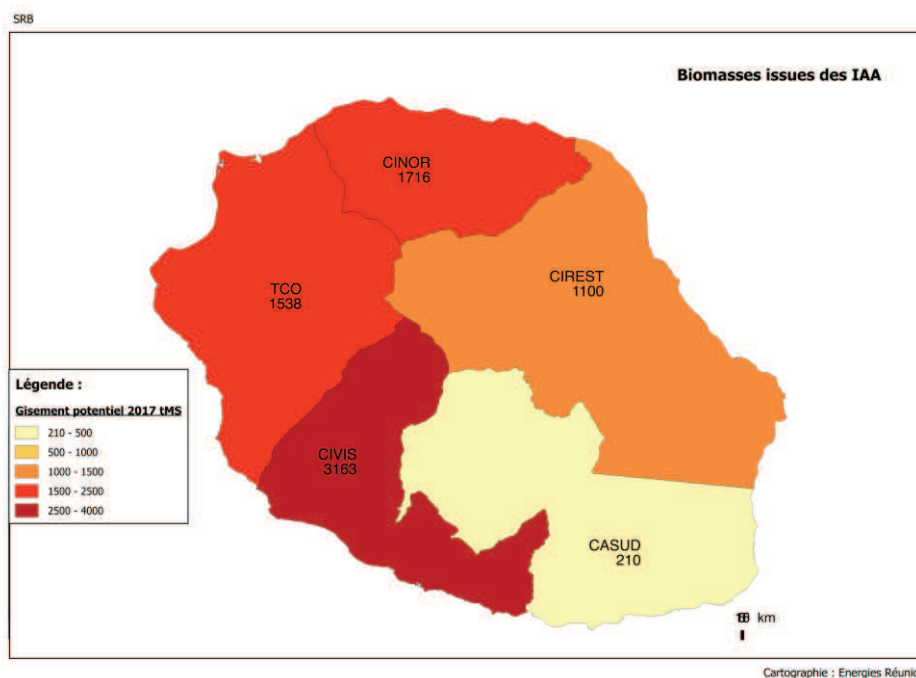 SRB
Biomasses issues des IAA
CINOR
1716
CIREST
1100
TCO
1538
Légende :
Gisement potentiel 2017 tMS
210 - 500
500 - 1000
1000 - 1500
1500 - 2500
2500 - 4000
CIVIS
3163
CASUD
210
km
Cartographie : Energies Réunio